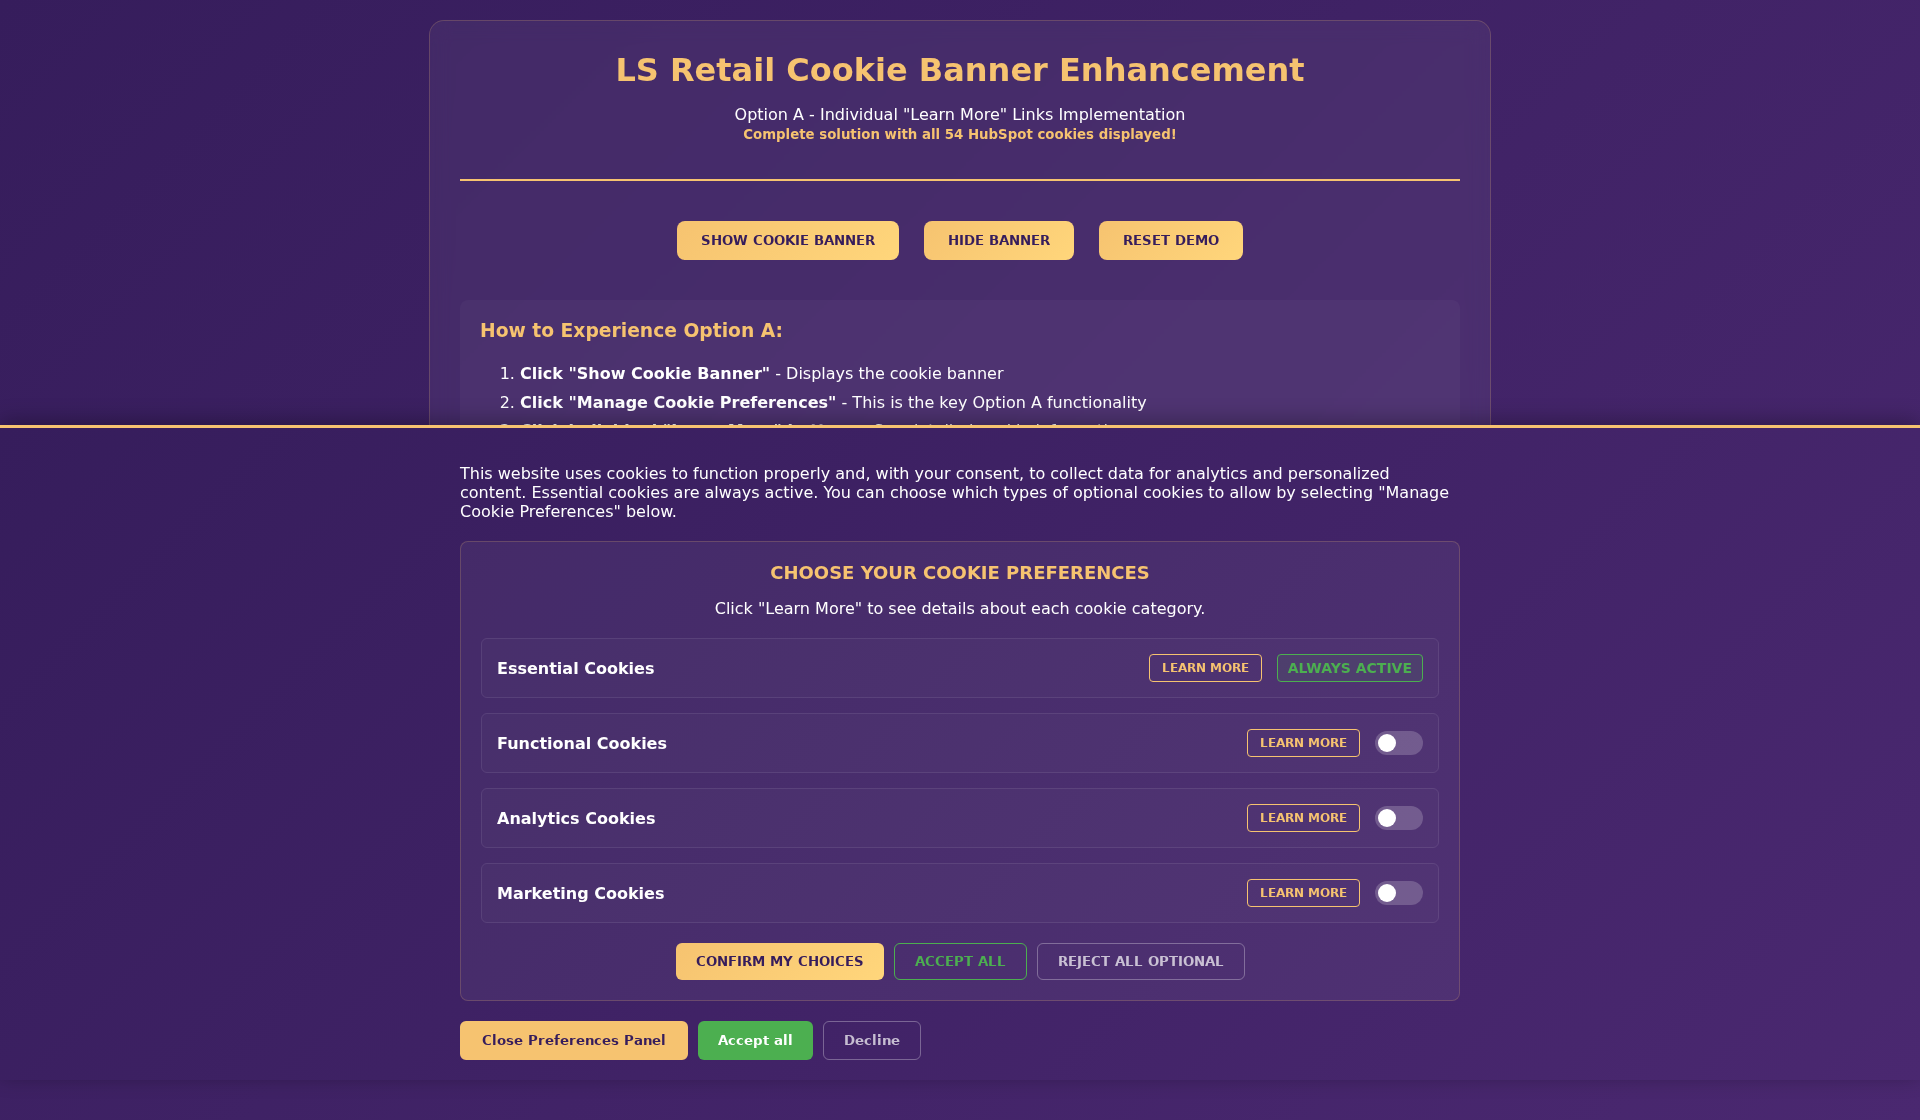 LS Retail Cookie Banner Enhancement
Option A - Individual "Learn More" Links Implementation
Complete solution with all 54 HubSpot cookies displayed!
SHOW COOKIE BANNER
HIDE BANNER
RESET DEMO
How to Experience Option A:
1. Click "Show Cookie Banner" - Displays the cookie banner
2. Click "Manage Cookie Preferences" - This is the key Option A functionality
This website uses cookies to function properly and, with your consent, to collect data for analytics and personalized
content. Essential cookies are always active. You can choose which types of optional cookies to allow by selecting "Manage
Cookie Preferences" below.
CHOOSE YOUR COOKIE PREFERENCES
Click "Learn More" to see details about each cookie category.
Essential Cookies
LEARN MORE
ALWAYS ACTIVE
Functional Cookies
LEARN MORE
Analytics Cookies
LEARN MORE
Marketing Cookies
LEARN MORE
CONFIRM MY CHOICES
ACCEPT ALL
REJECT ALL OPTIONAL
Close Preferences Panel
Accept all
Decline